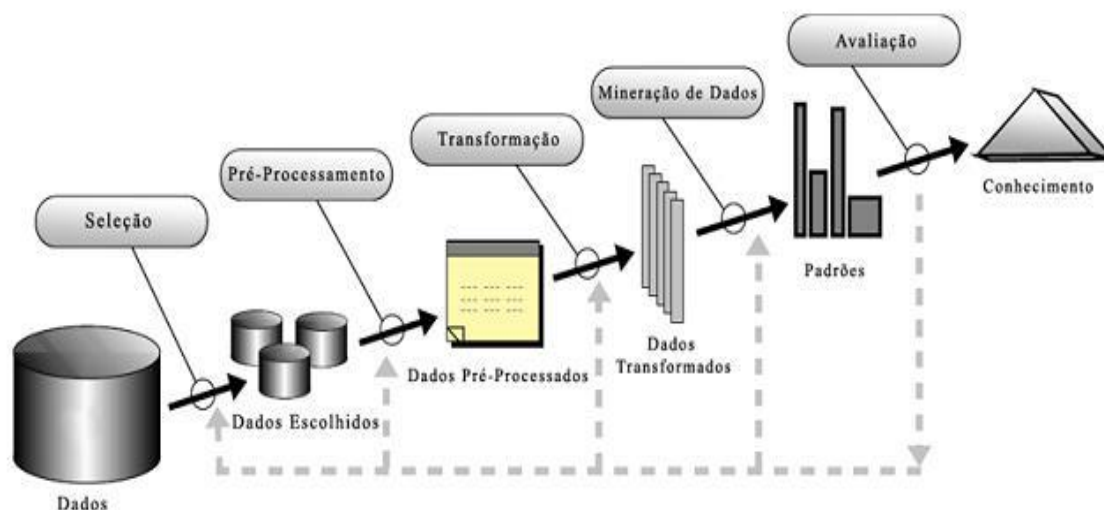 Avaliação
Mineração de Dados
Transformação
Pré-Processamento
Seleção
Conhecimento
Padrões
Dados
Transformados
Dados Pré-Processados
Dados Escolhidos
Dados